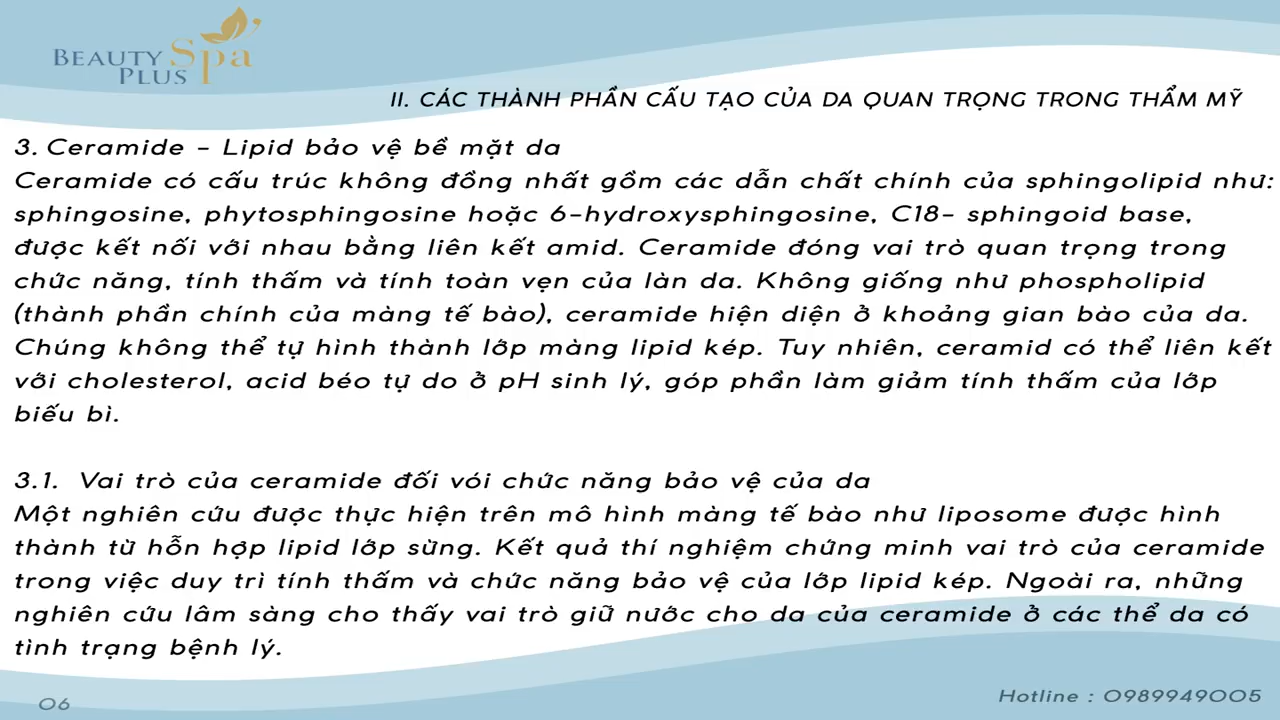 BEAUTY Spa
PLUS
II. CÁC THÀNH PHẦN CẤU TẠO CỦA DA QUAN TRỌNG TRONG THẨM MỸ
3. Ceramide – Lipid bảo vệ bề mặt da
Ceramide có cấu trúc không đồng nhất gồm các dẫn chất chính của sphingolipid như:
sphingosine, phytosphingosine hoặc 6–hydroxysphingosine, C18– sphingoid base,
được kết nối với nhau bằng liên kết amid. Ceramide đóng vai trò quan trọng trong
chức năng, tính thấm và tính toàn vẹn của làn da. Không giống như phospholipid
(thành phần chính của màng tế bào), ceramide hiện diện ở khoảng gian bào của da.
Chúng không thể tự hình thành lớp màng lipid kép. Tuy nhiên, ceramid có thể liên kết
với cholesterol, acid béo tự do ở pH sinh lý, góp phần làm giảm tính thấm của lớp
biếu bì.
3.1. Vai trò của ceramide đối vói chức năng bảo vệ của da
Một nghiên cứu được thực hiện trên mô hình màng tế bào như liposome được hình
thành từ hỗn hợp lipid lớp sừng. Kết quả thí nghiệm chứng minh vai trò của ceramide
trong việc duy trì tính thấm và chức năng bảo vệ của lớp lipid kép. Ngoài ra, những
nghiên cứu lâm sàng cho thấy vai trò giữ nước cho da của ceramide ở các thể da có
tình trạng bệnh lý.
06
Hotline : 0989949005